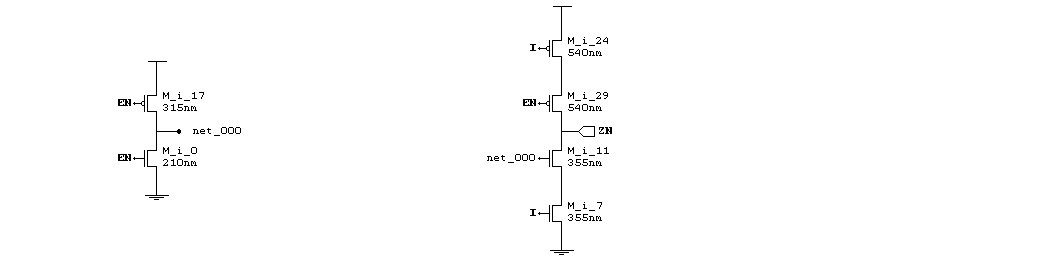 M_i_24
I
540nm
M_i_17
EN
315nm
M_i_29
EN
540nm
net_000
ZN
M_i_0
EN
210nm
M_i_11
net_000
355nm
M_i_7
I
355nm